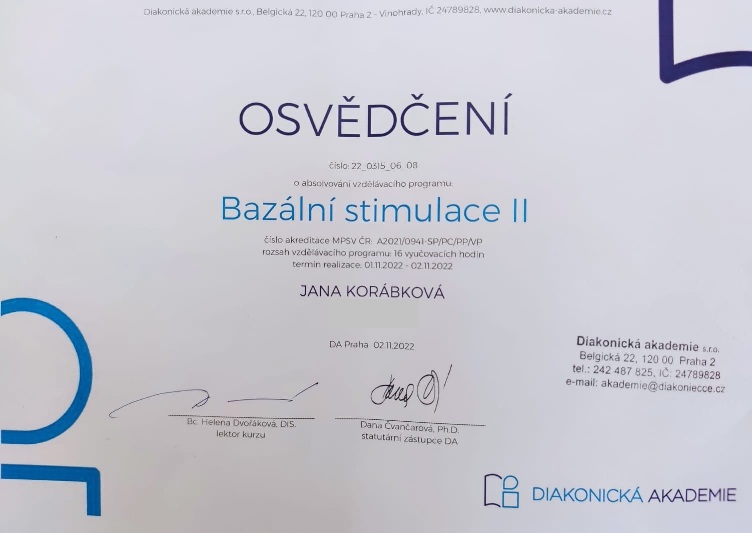 Diakonická akademie s.r.o., Belgická 22, 120 00 Praha 2 - Vinohrady, IČ 24789828, www.diakonicka-akademie.cz
OSVĚDČENÍ
číslo: 22_0315_06 08
o absolvování vzdělávacího programu:
Bazální stimulace II
číslo akreditace MPSV ČR: A2021/0941-SP/PC/PP/VP
rozsah vzdělávacího programu: 16 vyučovacích hodin
termín realizace: 01.11.2022 - 02.11.2022
JANA KORÁBKOVÁ
DA Praha 02.11.2022
Diakonická akademie s.r.o.
Belgická 22, 120 00 Praha 2
tel.: 242 487 825, IČ: 24789828
e-mail: akademie@diakoniecce.cz
Bc. Helena Dvořáková, DiS.
lektor kurzu
Dana Čvančarová, Ph.D.
statutární zástupce DA
DIAKONICKÁ AKADEMIE